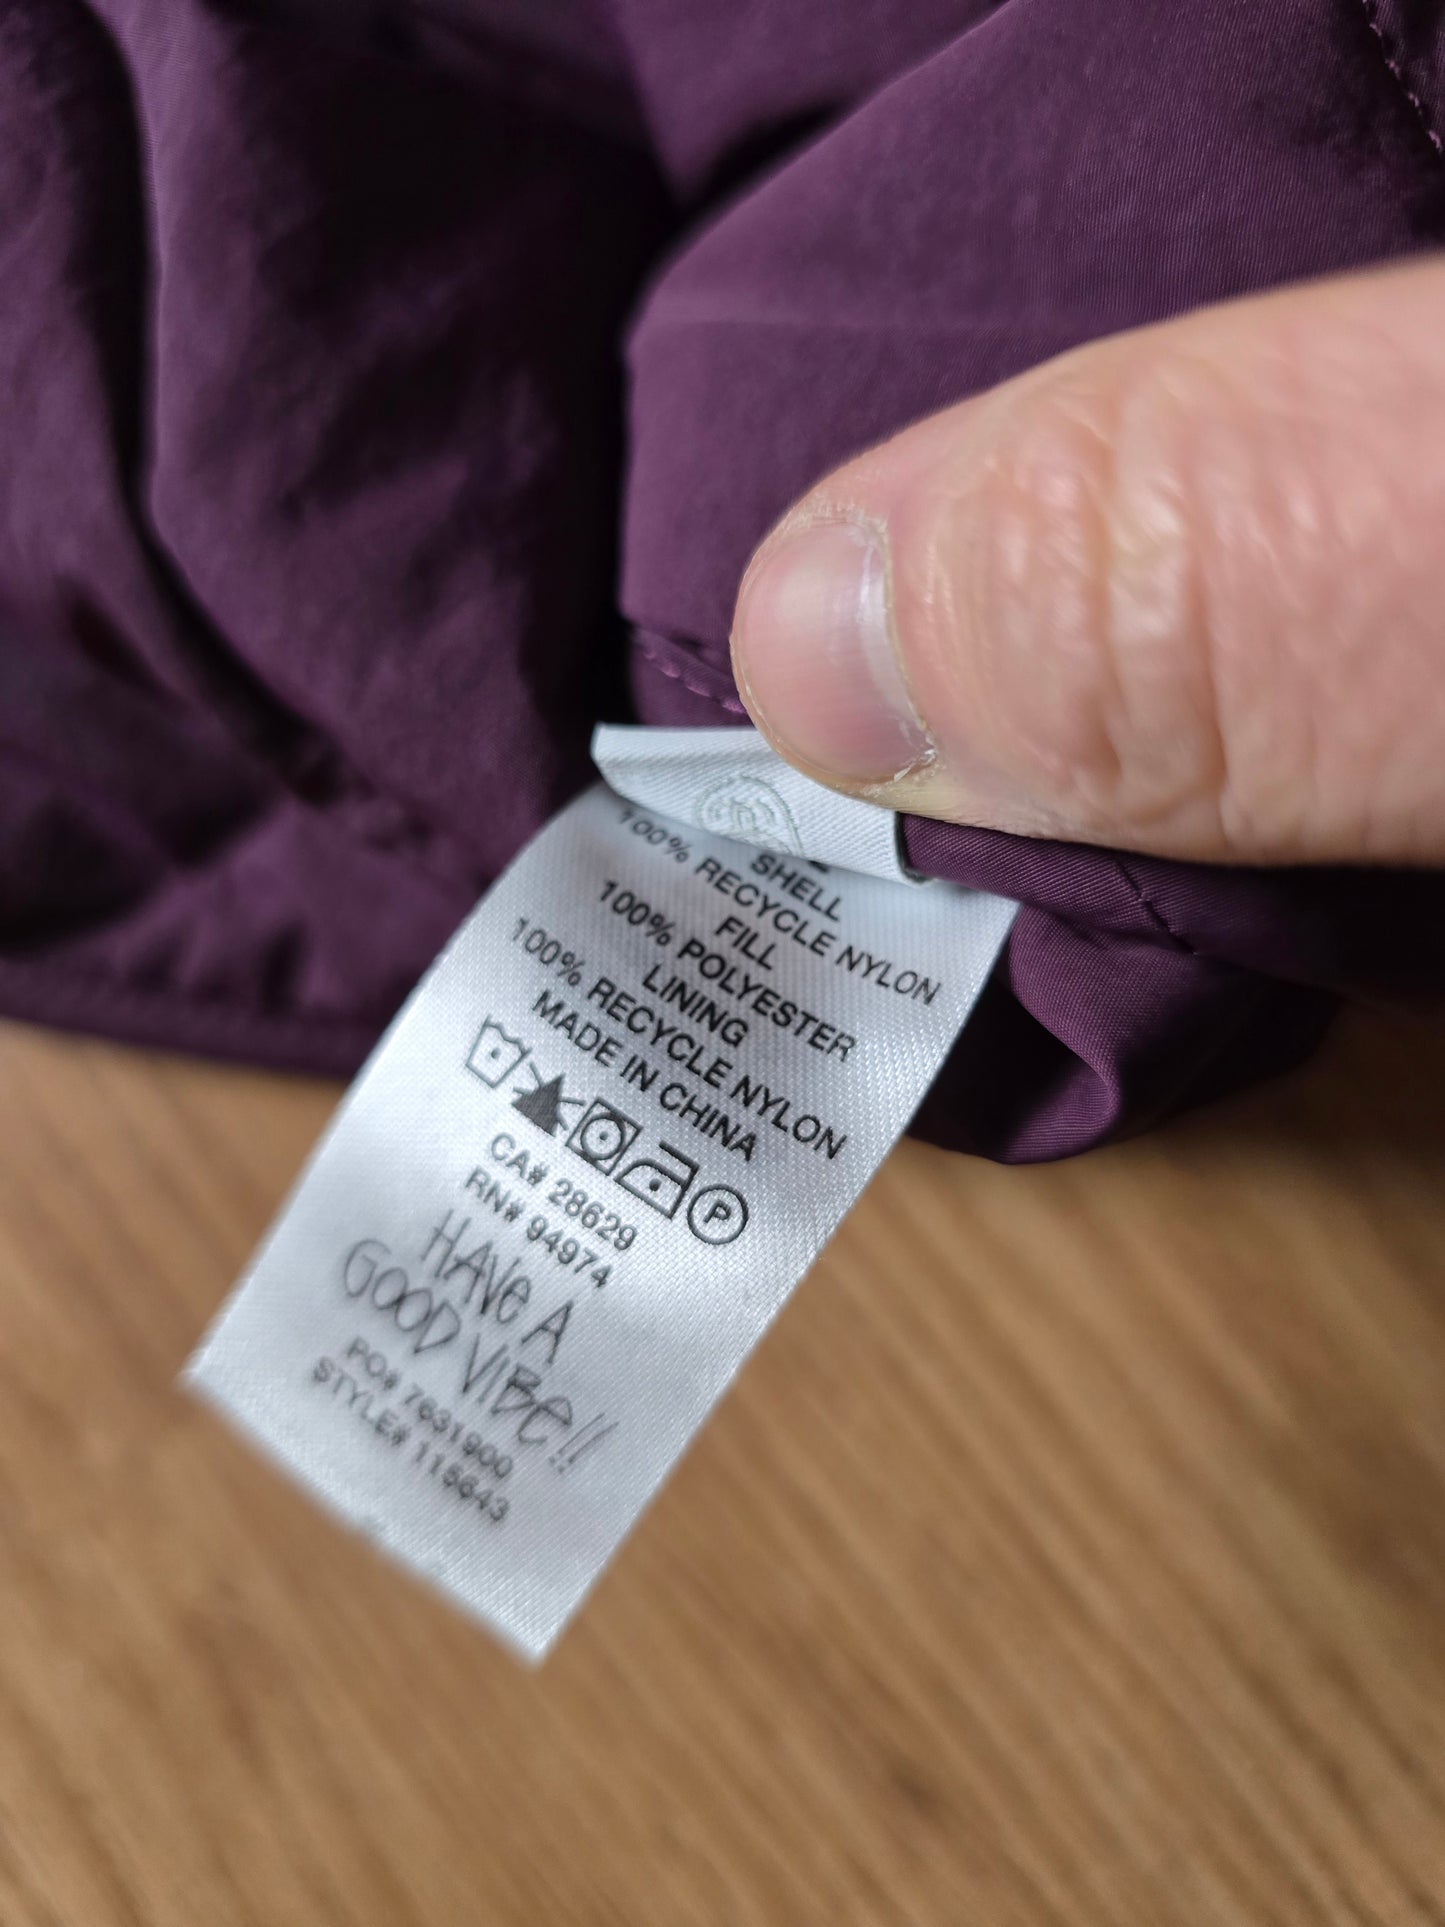 SHELL
100% RECYCLE NYLON
FILL
100% POLYESTER
LINING
100% RECYCLE NYLON
MADE IN CHINA
P
CA# 28629
RN# 94974
HAVE A
GOOD VIBE!!
PO# 7631900
STYLE# 115643